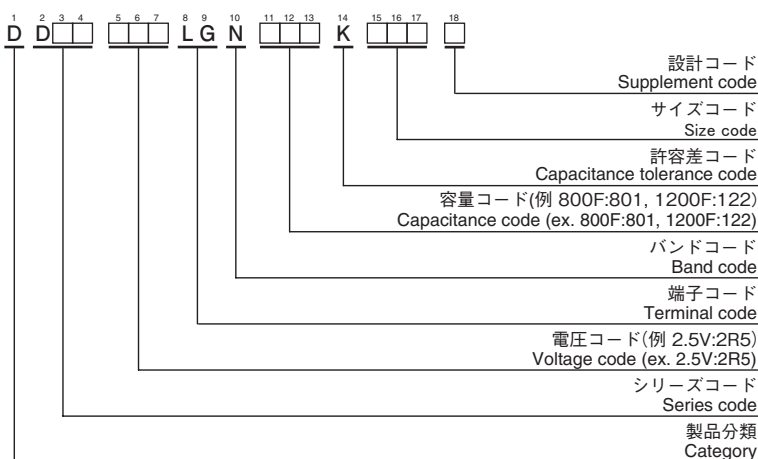 1 2 3 4 5 6 7 8 9 10 11 12 13 14 15 16 17 18
D D□□ □□□ L G N □□□ K □□□ □
設計コード
Supplement code
サイズコード
Size code
許容差コード
Capacitance tolerance code
容量コード(例 800F:801, 1200F:122)
Capacitance code (ex. 800F:801, 1200F:122)
バンドコード
Band code
端子コード
Terminal code
電圧コード(例 2.5V:2R5)
Voltage code (ex. 2.5V:2R5)
シリーズコード
Series code
製品分類
Category